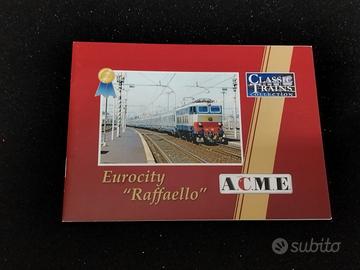 CLASSIC
TRAINS
COLLECTION
Eurocity
"Raffaello"
ACME
subito